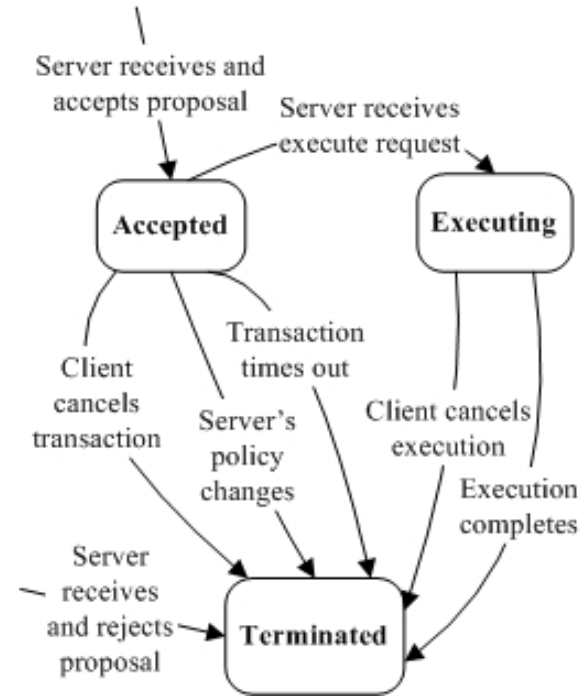 Server receives and
accepts proposal
Server receives
execute request
Accepted
Executing
Transaction
times out
Client
cancels
transaction
Server’s
policy
changes
Client cancels
execution
Execution
completes
Server
receives
and rejects
proposal
Terminated